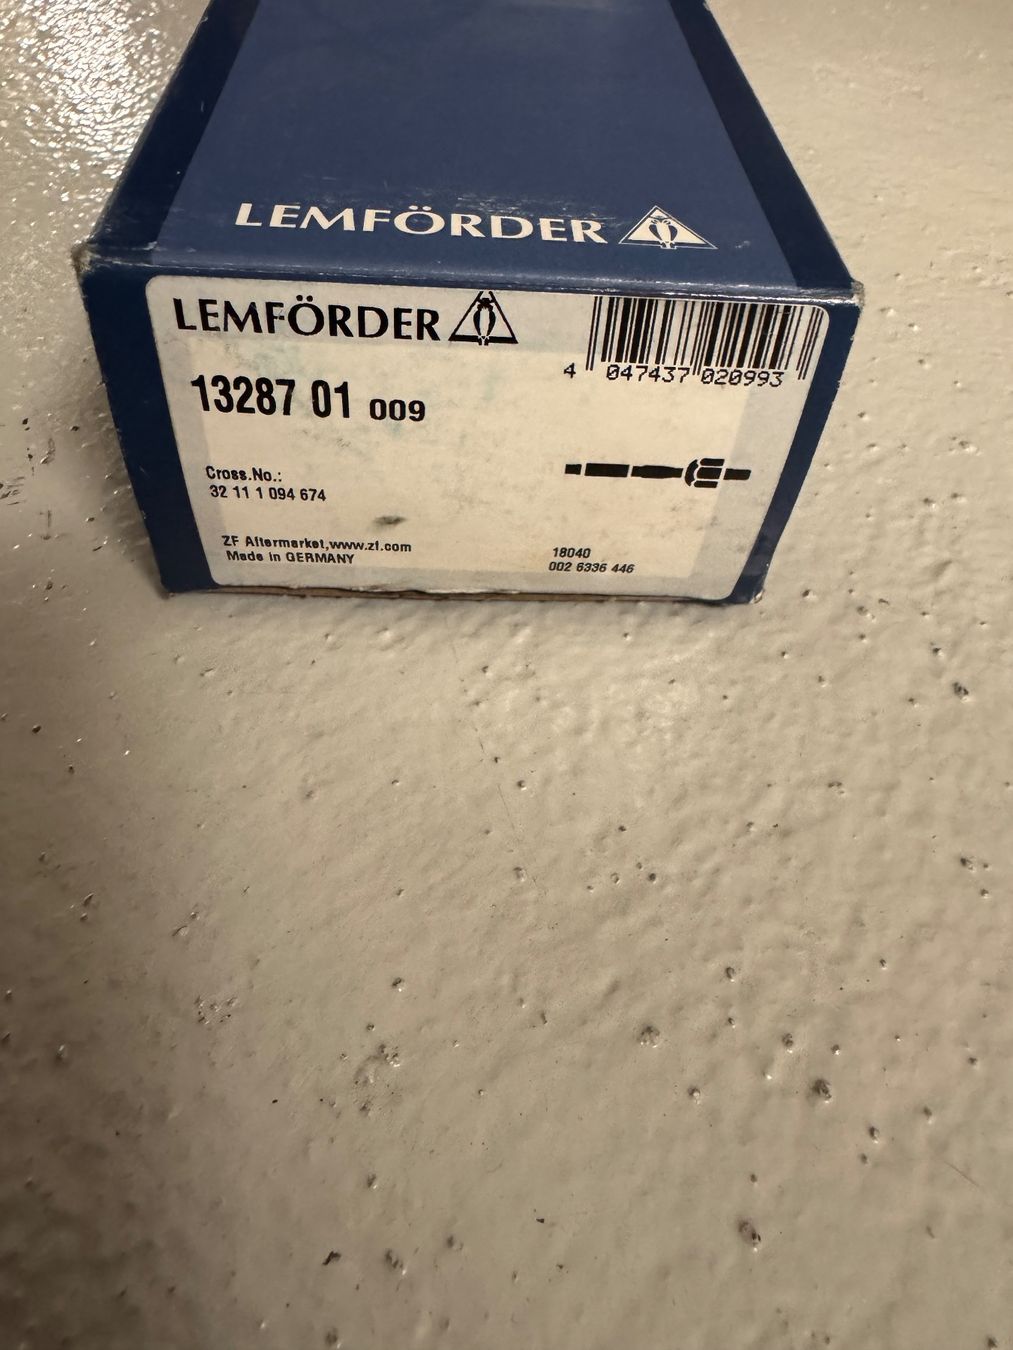 LEMFÖRDER
LEMFÖRDER
4 047437 020993
13287 01 009
Cross.No.:
32 11 1 094 674
ZF Aftermarket,www.zf.com
Made in GERMANY
18040
002 6336 446